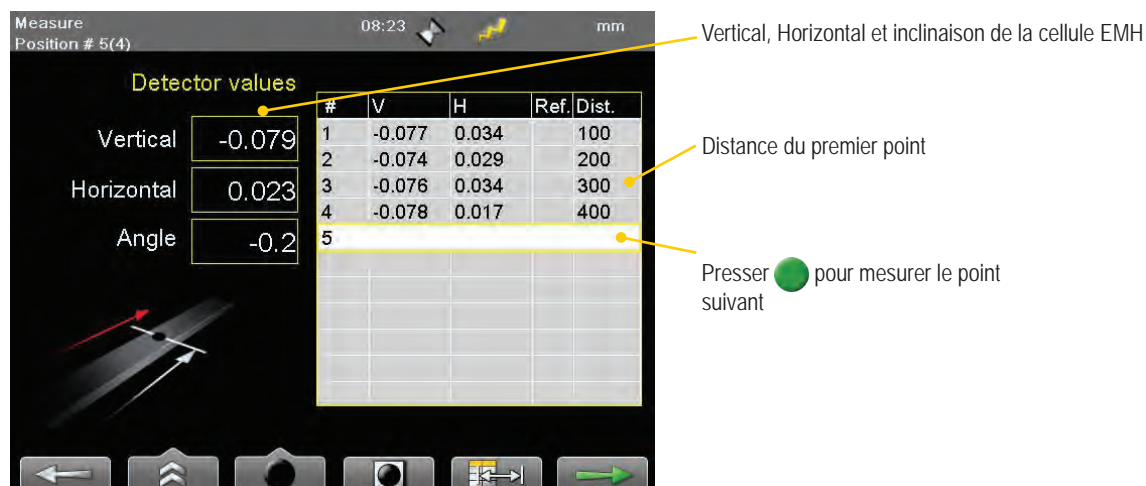 Measure
Position # 5(4)
08:23
mm
Detector values
Vertical -0.079
Horizontal 0.023
Angle -0.2
# V H Ref. Dist.
1 -0.077 0.034 100
2 -0.074 0.029 200
3 -0.076 0.034 300
4 -0.078 0.017 400
5
Vertical, Horizontal et inclinaison de la cellule EMH
Distance du premier point
Presser pour mesurer le point
suivant